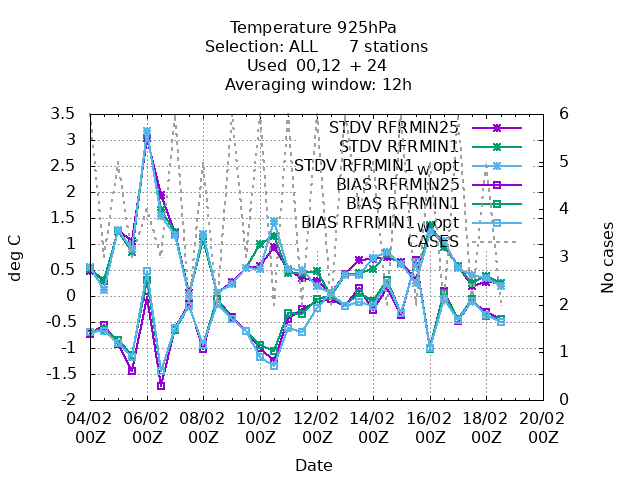 Temperature 925hPa
Selection: ALL      7 stations
Used  00,12  + 24
Averaging window: 12h
3.5
3
2.5
2
1.5
1
0.5
0
-0.5
-1
-1.5
-2
deg C
6
5
4
3
2
1
0
No cases
STDV RFRMIN25
STDV RFRMIN1
STDV RFRMIN1wopt
BIAS RFRMIN25
BIAS RFRMIN1
BIAS RFRMIN1wopt
CASES
04/02 06/02 08/02 10/02 12/02 14/02 16/02 18/02 20/02
00Z 00Z 00Z 00Z 00Z 00Z 00Z 00Z 00Z
Date